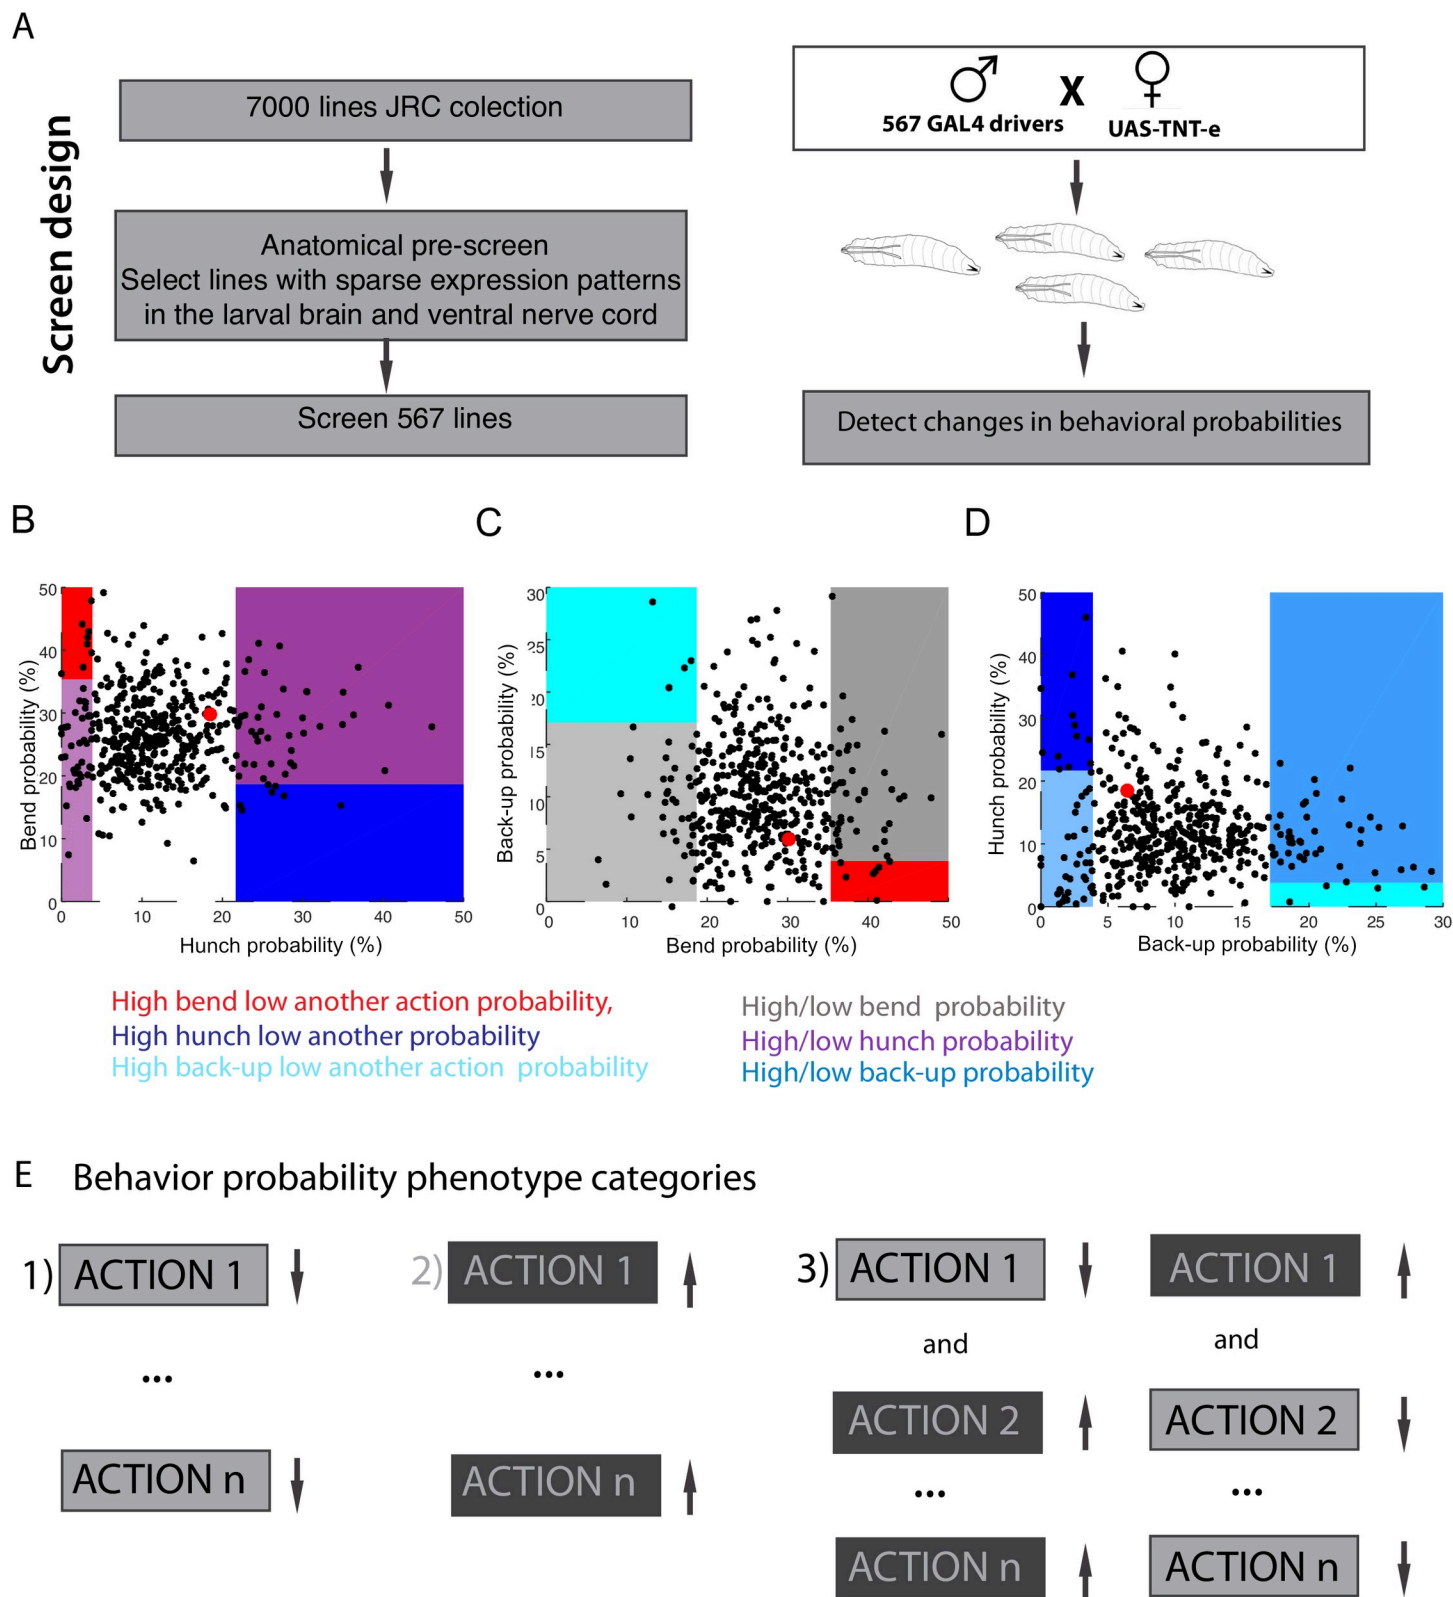 A
Screen design
7000 lines JRC colection
Anatomical pre-screen
Select lines with sparse expression patterns
in the larval brain and ventral nerve cord
Screen 567 lines
X
567 GAL4 drivers
UAS-TNT-e
Detect changes in behavioral probabilities
B
Bend probability (%)
50
40
30
20
10
0
0 10 20 30 40 50
Hunch probability (%)
C
Back-up probability (%)
30
25
20
15
10
5
0
0 10 20 30 40 50
Bend probability (%)
D
Hunch probability (%)
50
40
30
20
10
0
0 5 10 15 20 25 30
Back-up probability (%)
High bend low another action probability,
High hunch low another probability
High back-up low another action probability
High/low bend probability
High/low hunch probability
High/low back-up probability
E Behavior probability phenotype categories
1) ACTION 1
...
ACTION n
2) ACTION 1
...
ACTION n
3) ACTION 1
and
ACTION 2
...
ACTION n
ACTION 1
and
ACTION 2
...
ACTION n